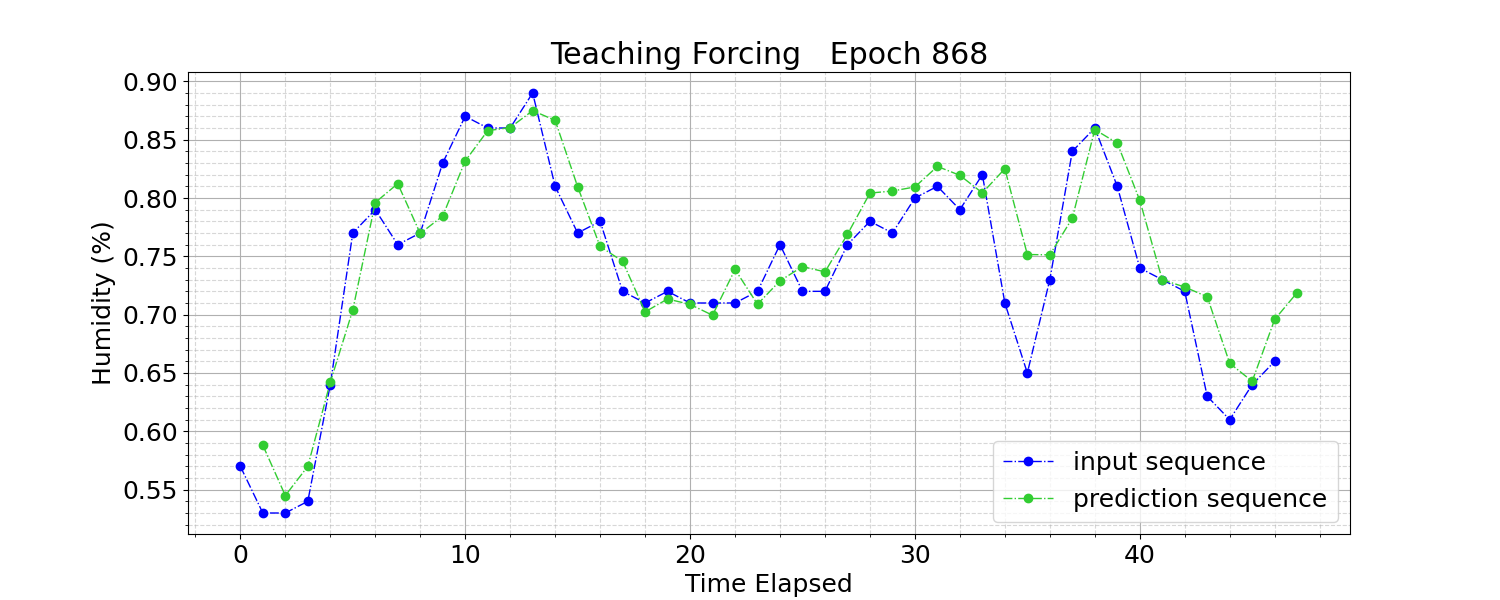 Teaching Forcing   Epoch 868
0.90
0.85
0.80
0.75
0.70
0.65
0.60
0.55
Humidity (%)
input sequence
prediction sequence
0 10 20 30 40
Time Elapsed